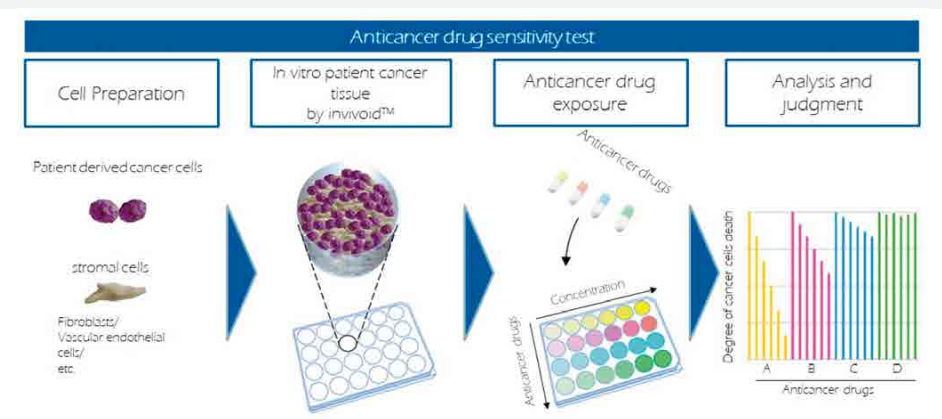 Anticancer drug sensitivity test
Cell Preparation
In vitro patient cancer
tissue
by invivoid™
Anticancer drug
exposure
Analysis and
judgment
Patient derived cancer cells
stromal cells
Fibroblasts/
Vascular endothelial
cells/
etc.
Anticancer drugs
Concentration
Anticancer drugs
Degree of cancer cells death
A B C D
Anticancer drugs